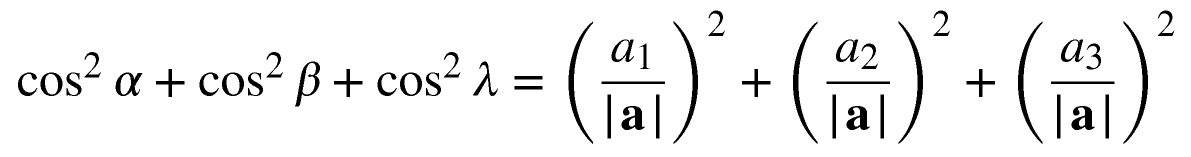 cos² α + cos² β + cos² λ = (a₁/|𝐚|)² + (a₂/|𝐚|)² + (a₃/|𝐚|)²